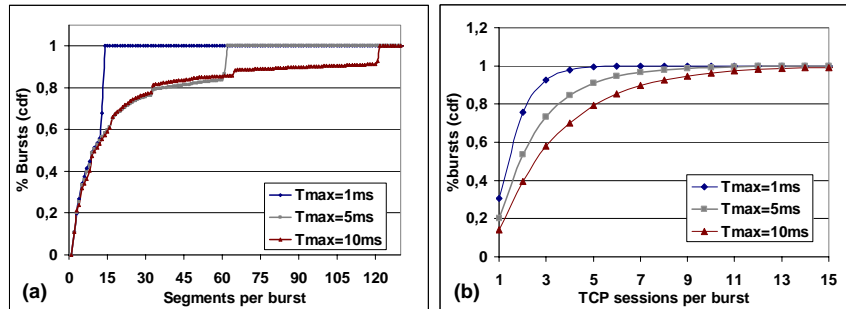 % Bursts (cdf)
1
0,8
0,6
0,4
0,2
0
Tmax=1ms
Tmax=5ms
Tmax=10ms
0 15 30 45 60 75 90 105 120
(a) Segments per burst
%bursts (cdf)
1,2
1
0,8
0,6
0,4
0,2
0
Tmax=1ms
Tmax=5ms
Tmax=10ms
1 3 5 7 9 11 13 15
(b) TCP sessions per burst